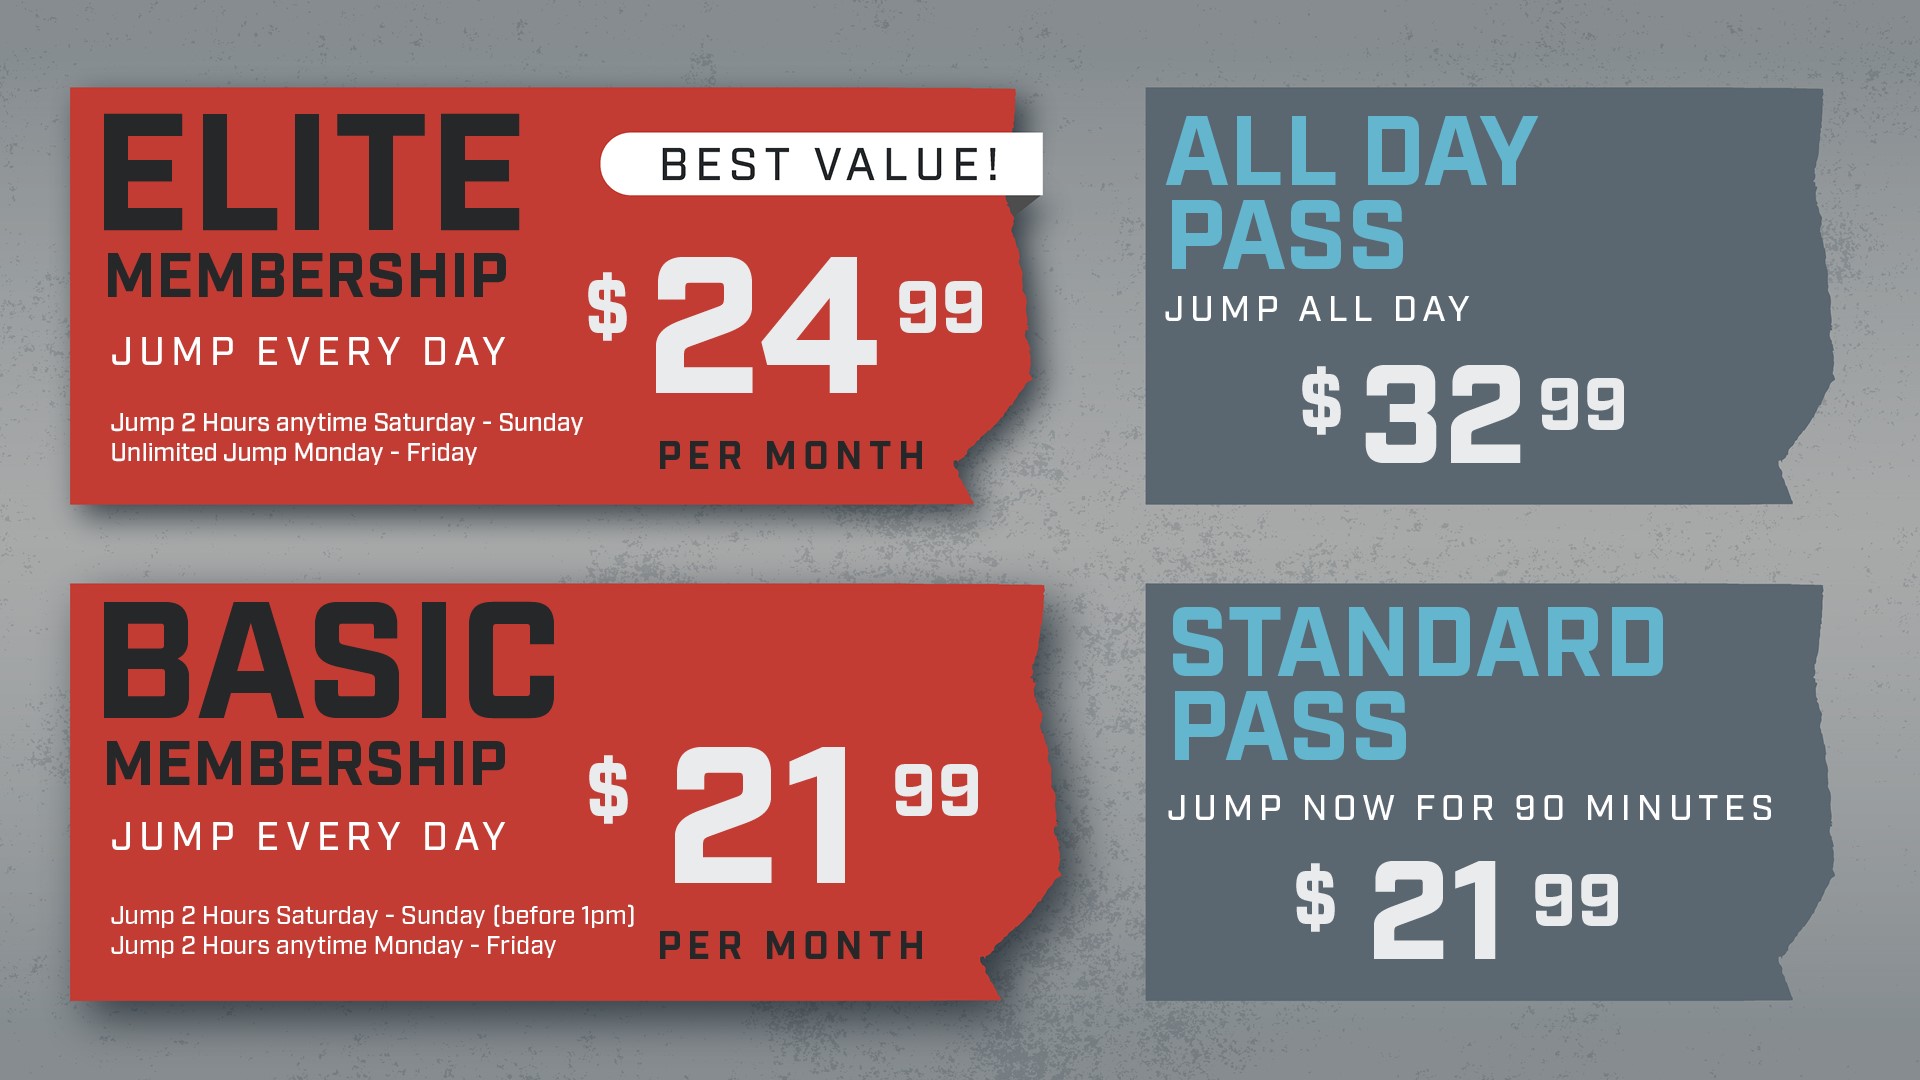 ELITE
MEMBERSHIP
JUMP EVERY DAY
Jump 2 Hours anytime Saturday - Sunday
Unlimited Jump Monday - Friday
BEST VALUE!
$ 24 99
PER MONTH
ALL DAY
PASS
JUMP ALL DAY
$ 32 99
BASIC
MEMBERSHIP
JUMP EVERY DAY
Jump 2 Hours Saturday - Sunday (before 1pm)
Jump 2 Hours anytime Monday - Friday
$ 21 99
PER MONTH
STANDARD
PASS
JUMP NOW FOR 90 MINUTES
$ 21 99